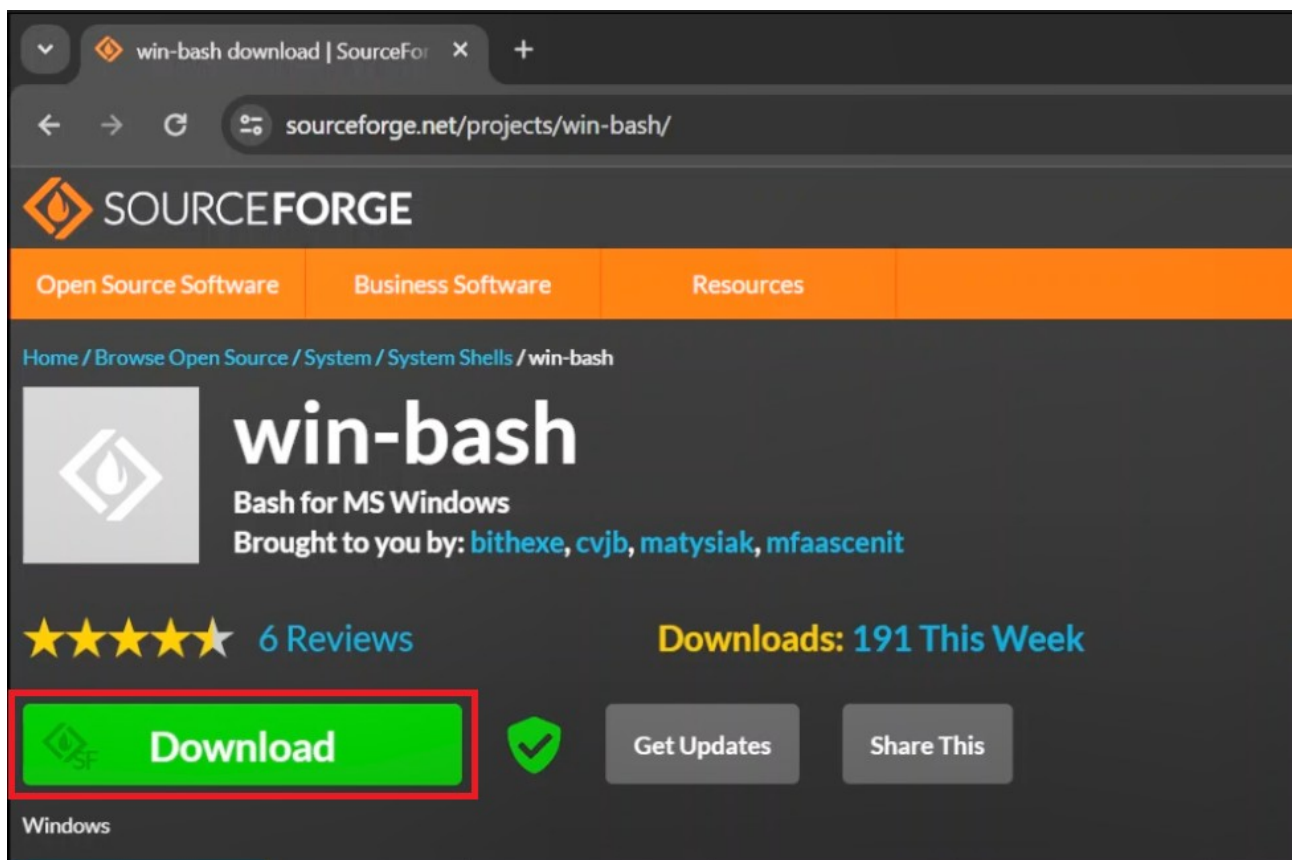 win-bash download | SourceFor
sourceforge.net/projects/win-bash/
SOURCEFORGE
Open Source Software Business Software Resources
Home / Browse Open Source / System / System Shells / win-bash
win-bash
Bash for MS Windows
Brought to you by: bithexe, cvjb, matysiak, mfaascenit
6 Reviews Downloads: 191 This Week
SF Download Get Updates Share This
Windows